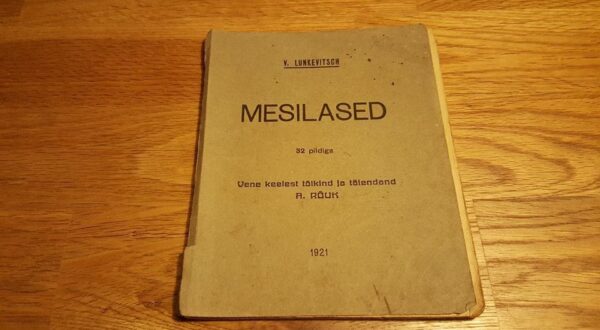 V. LUNKEVITSCH
MESILASED
32 pildiga
Vene keelest tõlkind ja täiendand
A. RÕUK
1921